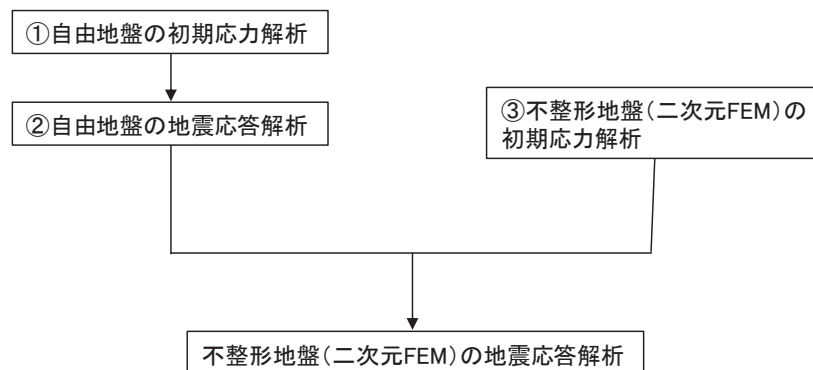 ①自由地盤の初期応力解析
②自由地盤の地震応答解析
③不整形地盤(二次元FEM)の
初期応力解析
不整形地盤(二次元FEM)の地震応答解析